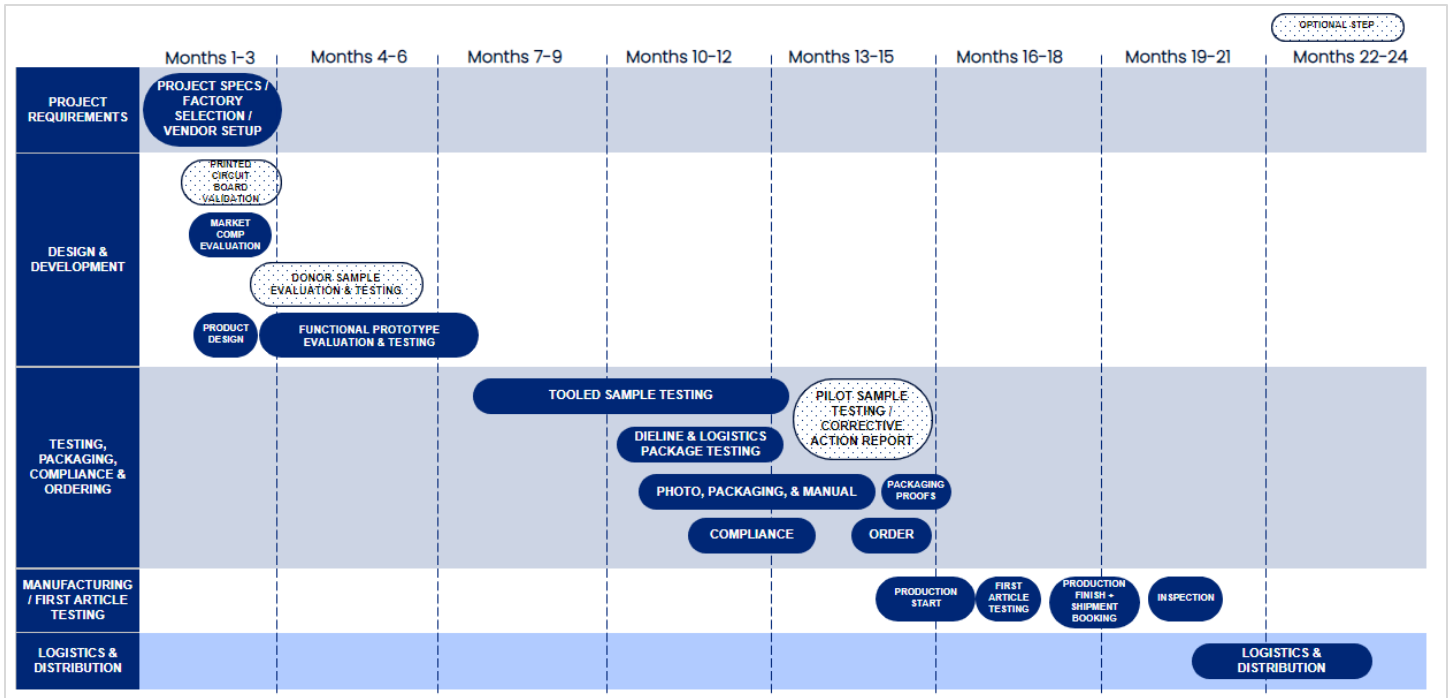 OPTIONAL STEP
Months 1-3
Months 4-6
Months 7-9
Months 10-12
Months 13-15
Months 16-18
Months 19-21
Months 22-24
PROJECT
REQUIREMENTS
PROJECT SPECS /
FACTORY
SELECTION /
VENDOR SETUP
DESIGN &
DEVELOPMENT
PRINTED
CIRCUIT
BOARD
VALIDATION
MARKET
COMP
EVALUATION
DONOR SAMPLE
EVALUATION & TESTING
PRODUCT
DESIGN
FUNCTIONAL PROTOTYPE
EVALUATION & TESTING
TESTING,
PACKAGING,
COMPLIANCE &
ORDERING
TOOLED SAMPLE TESTING
PILOT SAMPLE
TESTING /
CORRECTIVE
ACTION REPORT
DIELINE & LOGISTICS
PACKAGE TESTING
PHOTO, PACKAGING, & MANUAL
PACKAGING
PROOFS
COMPLIANCE
ORDER
MANUFACTURING
/ FIRST ARTICLE
TESTING
PRODUCTION
START
FIRST
ARTICLE
TESTING
PRODUCTION
FINISH +
SHIPMENT
BOOKING
INSPECTION
LOGISTICS &
DISTRIBUTION
LOGISTICS &
DISTRIBUTION